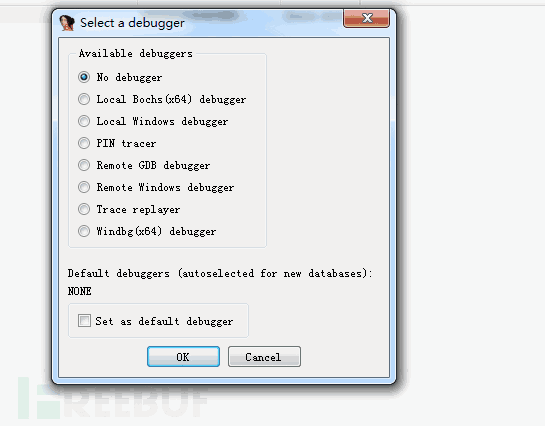 Select a debugger
Available debuggers
No debugger
Local Bochs(x64) debugger
Local Windows debugger
PIN tracer
Remote GDB debugger
Remote Windows debugger
Trace replayer
Windbg(x64) debugger
Default debuggers (autoselected for new databases):
NONE
Set as default debugger
OK Cancel
FREEBUF